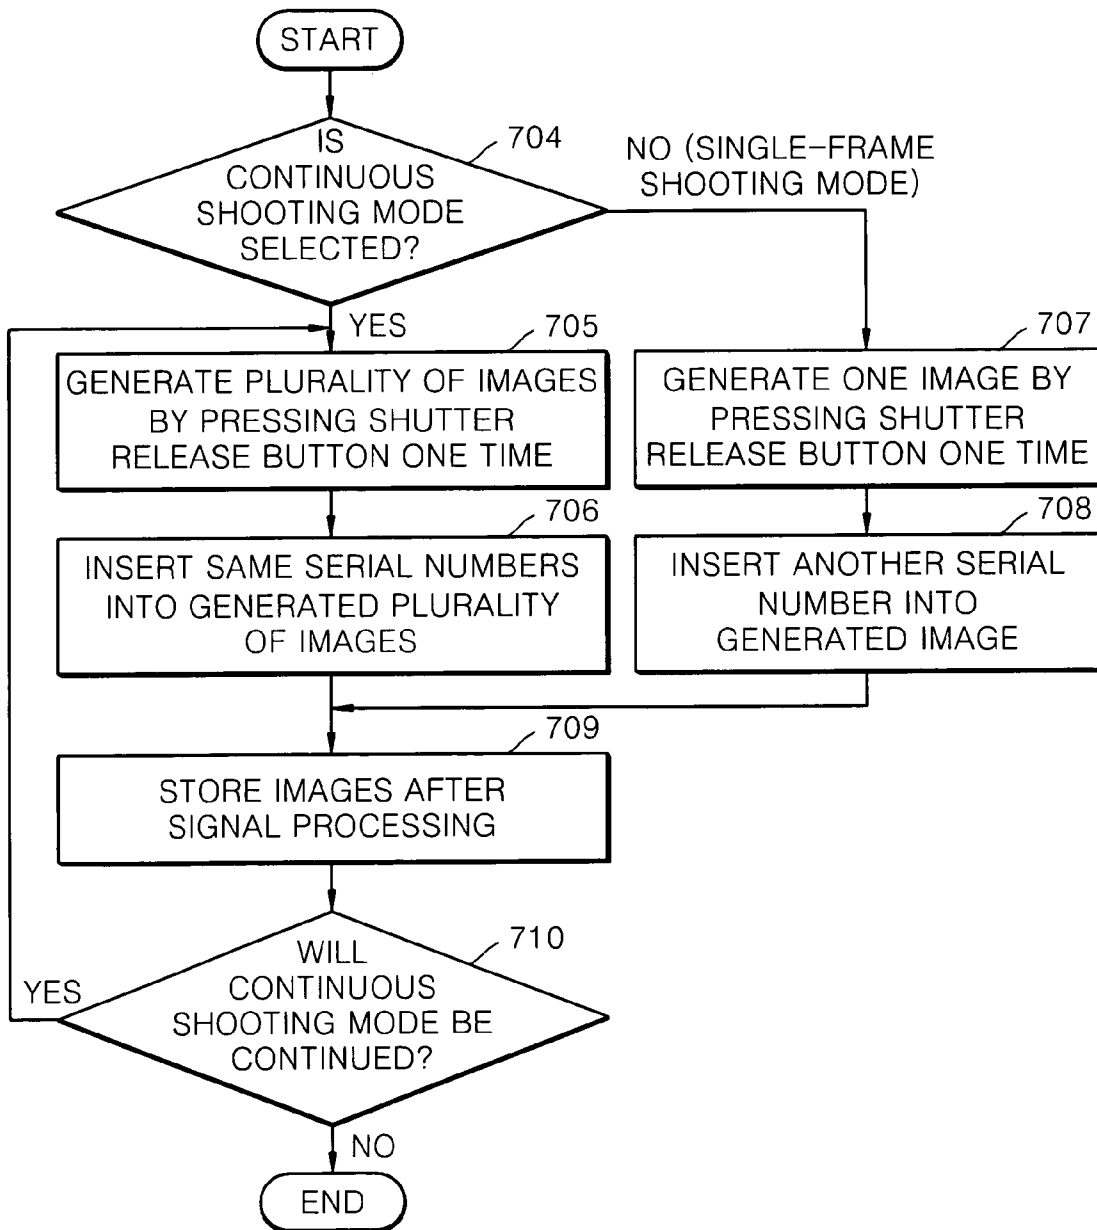 START
704
IS
CONTINUOUS
SHOOTING MODE
SELECTED?
NO (SINGLE-FRAME
SHOOTING MODE)
YES
705
GENERATE PLURALITY OF IMAGES
BY PRESSING SHUTTER
RELEASE BUTTON ONE TIME
707
GENERATE ONE IMAGE BY
PRESSING SHUTTER
RELEASE BUTTON ONE TIME
706
INSERT SAME SERIAL NUMBERS
INTO GENERATED PLURALITY
OF IMAGES
708
INSERT ANOTHER SERIAL
NUMBER INTO
GENERATED IMAGE
709
STORE IMAGES AFTER
SIGNAL PROCESSING
710
WILL
CONTINUOUS
SHOOTING MODE BE
CONTINUED?
YES
NO
END